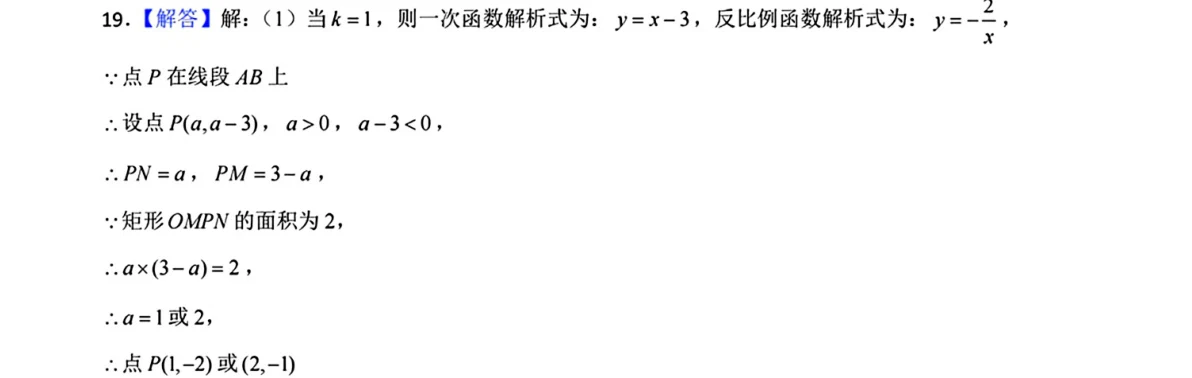 19.【解答】解：（1）当 k=1，则一次函数解析式为：y=x-3，反比例函数解析式为：y=-2/x，
∵点 P 在线段 AB 上
∴设点 P(a,a-3)，a>0，a-3<0，
∴PN=a，PM=3-a，
∵矩形 OMPN 的面积为 2，
∴a×(3-a)=2，
∴a=1 或 2，
∴点 P(1,-2) 或 (2,-1)